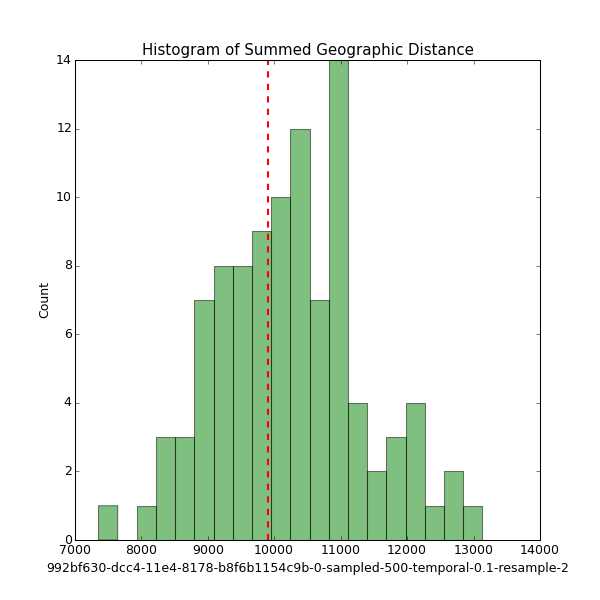 Histogram of Summed Geographic Distance
14
12
10
8
6
4
2
0
Count
7000 8000 9000 10000 11000 12000 13000 14000
992bf630-dcc4-11e4-8178-b8f6b1154c9b-0-sampled-500-temporal-0.1-resample-2